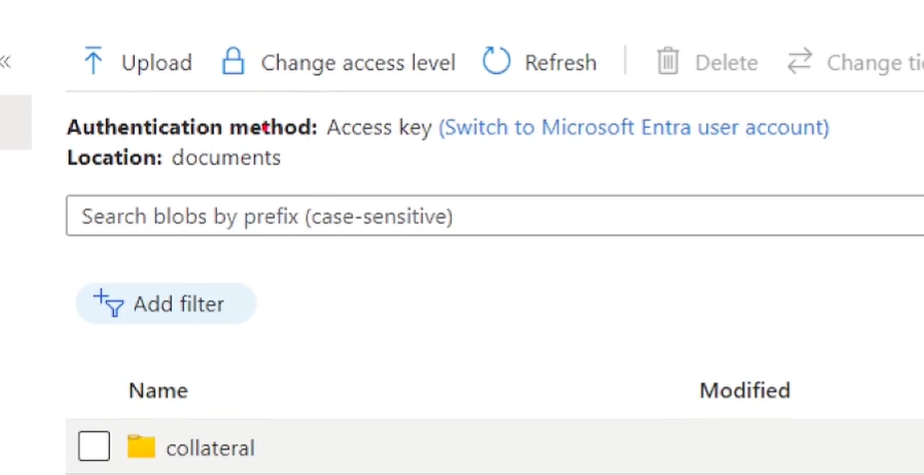 Upload Change access level Refresh Delete Change
Authentication method: Access key (Switch to Microsoft Entra user account)
Location: documents
Search blobs by prefix (case-sensitive)
Add filter
Name Modified
collateral